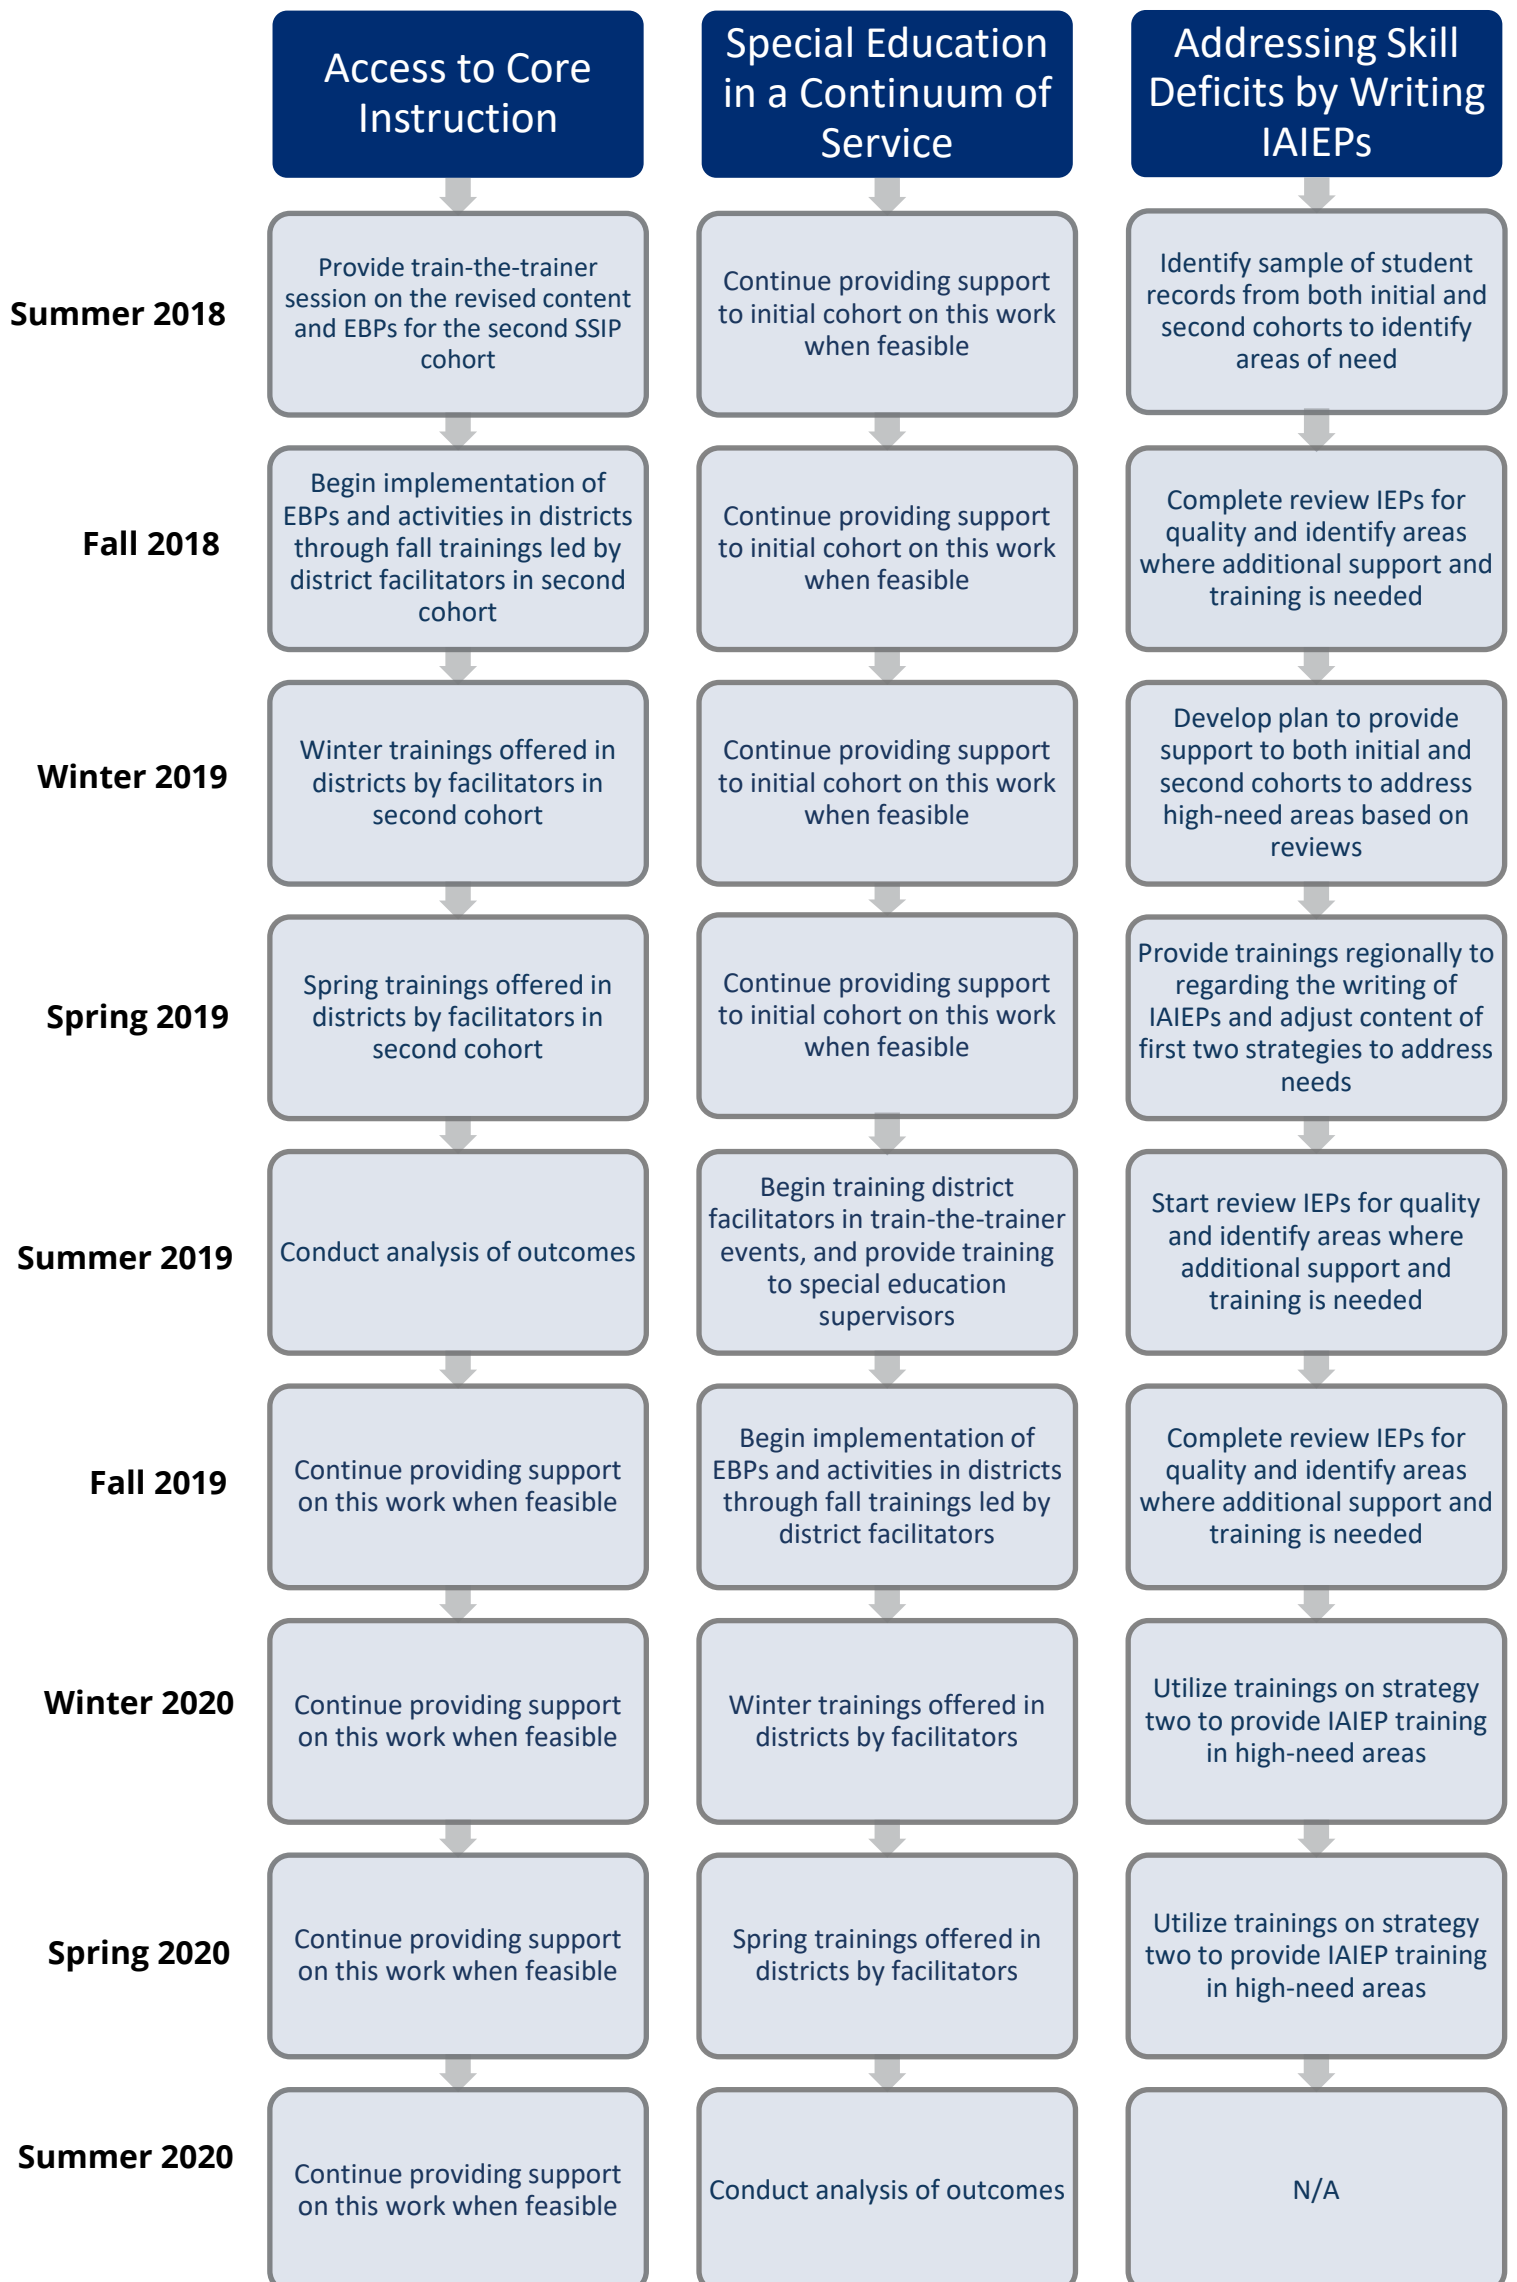 Access to Core
Instruction
Special Education
in a Continuum of
Service
Addressing Skill
Deficits by Writing
IAIEPs
Summer 2018
Provide train-the-trainer
session on the revised content
and EBPs for the second SSIP
cohort
Continue providing support
to initial cohort on this work
when feasible
Identify sample of student
records from both initial and
second cohorts to identify
areas of need
Fall 2018
Begin implementation of
EBPs and activities in districts
through fall trainings led by
district facilitators in second
cohort
Continue providing support
to initial cohort on this work
when feasible
Complete review IEPs for
quality and identify areas
where additional support and
training is needed
Winter 2019
Winter trainings offered in
districts by facilitators in
second cohort
Continue providing support
to initial cohort on this work
when feasible
Develop plan to provide
support to both initial and
second cohorts to address
high-need areas based on
reviews
Spring 2019
Spring trainings offered in
districts by facilitators in
second cohort
Continue providing support
to initial cohort on this work
when feasible
Provide trainings regionally to
regarding the writing of
IAIEPs and adjust content of
first two strategies to address
needs
Summer 2019
Conduct analysis of outcomes
Begin training district
facilitators in train-the-trainer
events, and provide training
to special education
supervisors
Start review IEPs for quality
and identify areas where
additional support and
training is needed
Fall 2019
Continue providing support
on this work when feasible
Begin implementation of
EBPs and activities in districts
through fall trainings led by
district facilitators
Complete review IEPs for
quality and identify areas
where additional support and
training is needed
Winter 2020
Continue providing support
on this work when feasible
Winter trainings offered in
districts by facilitators
Utilize trainings on strategy
two to provide IAIEP training
in high-need areas
Spring 2020
Continue providing support
on this work when feasible
Spring trainings offered in
districts by facilitators
Utilize trainings on strategy
two to provide IAIEP training
in high-need areas
Summer 2020
Continue providing support
on this work when feasible
Conduct analysis of outcomes
N/A